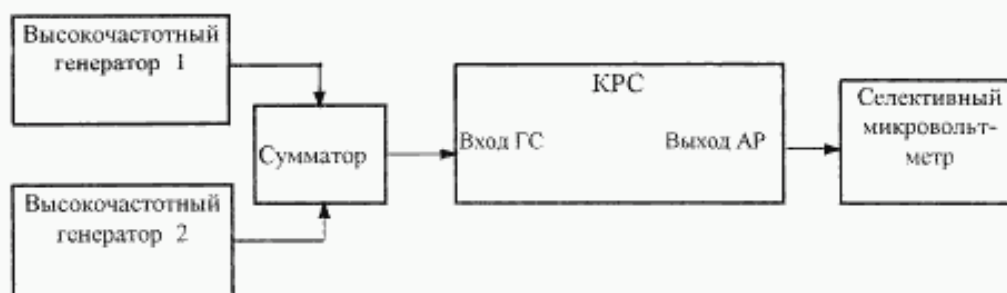 Высокочастотный
генератор 1
Сумматор
Высокочастотный
генератор 2
КРС
Вход ГС
Выход АР
Селективный
микровольт-
метр